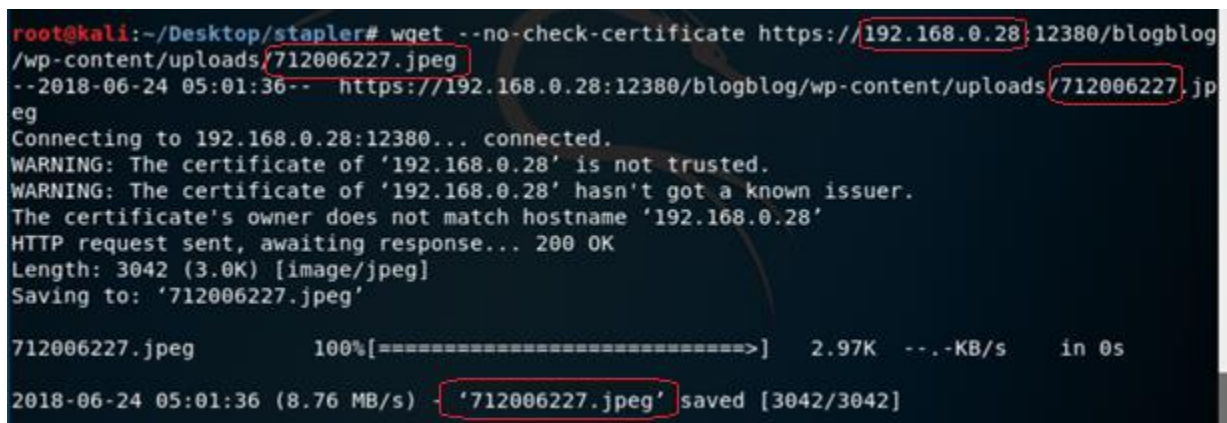 root@kali:~/Desktop/stapler# wget --no-check-certificate https://192.168.0.28:12380/blogblog
/wp-content/uploads/712006227.jpeg
--2018-06-24 05:01:36--  https://192.168.0.28:12380/blogblog/wp-content/uploads/712006227.jp
eg
Connecting to 192.168.0.28:12380... connected.
WARNING: The certificate of ‘192.168.0.28’ is not trusted.
WARNING: The certificate of ‘192.168.0.28’ hasn't got a known issuer.
The certificate's owner does not match hostname ‘192.168.0.28’
HTTP request sent, awaiting response... 200 OK
Length: 3042 (3.0K) [image/jpeg]
Saving to: ‘712006227.jpeg’
712006227.jpeg 100%[============================>] 2.97K --.-KB/s in 0s
2018-06-24 05:01:36 (8.76 MB/s) - ‘712006227.jpeg’ saved [3042/3042]